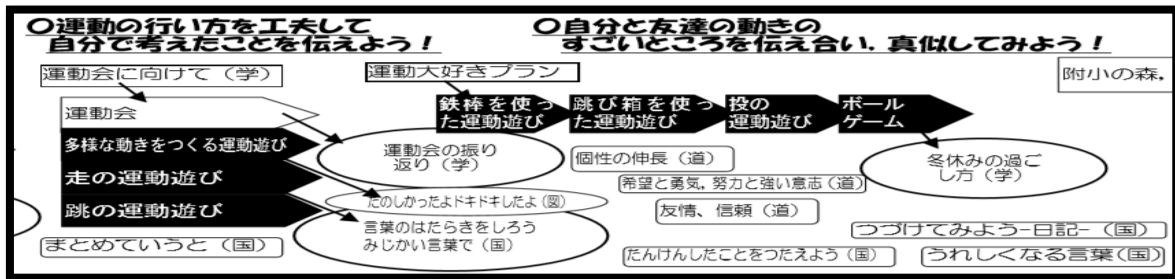 〇運動の行い方を工夫して
自分で考えたことを伝えよう！
〇自分と友達の動きの
すごいところを伝え合い，真似してみよう！
運動会に向けて（学）
運動大好きプラン
附小の森，
運動会
多様な動きをつくる運動遊び
走の運動遊び
跳の運動遊び
まとめていうと（国）
運動会の振り
返り（学）
たのしかったよドキドキしたよ（図）
言葉のはたらきをしろう
みじかい言葉で（国）
鉄棒を使っ
た運動遊び
跳び箱を使っ
た運動遊び
投の
運動遊び
ボール
ゲーム
個性の伸長（道）
希望と勇気，努力と強い意志（道）
友情、信頼（道）
たんけんしたことをつたえよう（国）
冬休みの過ご
し方（学）
つづけてみよう-日記-（国）
うれしくなる言葉（国）